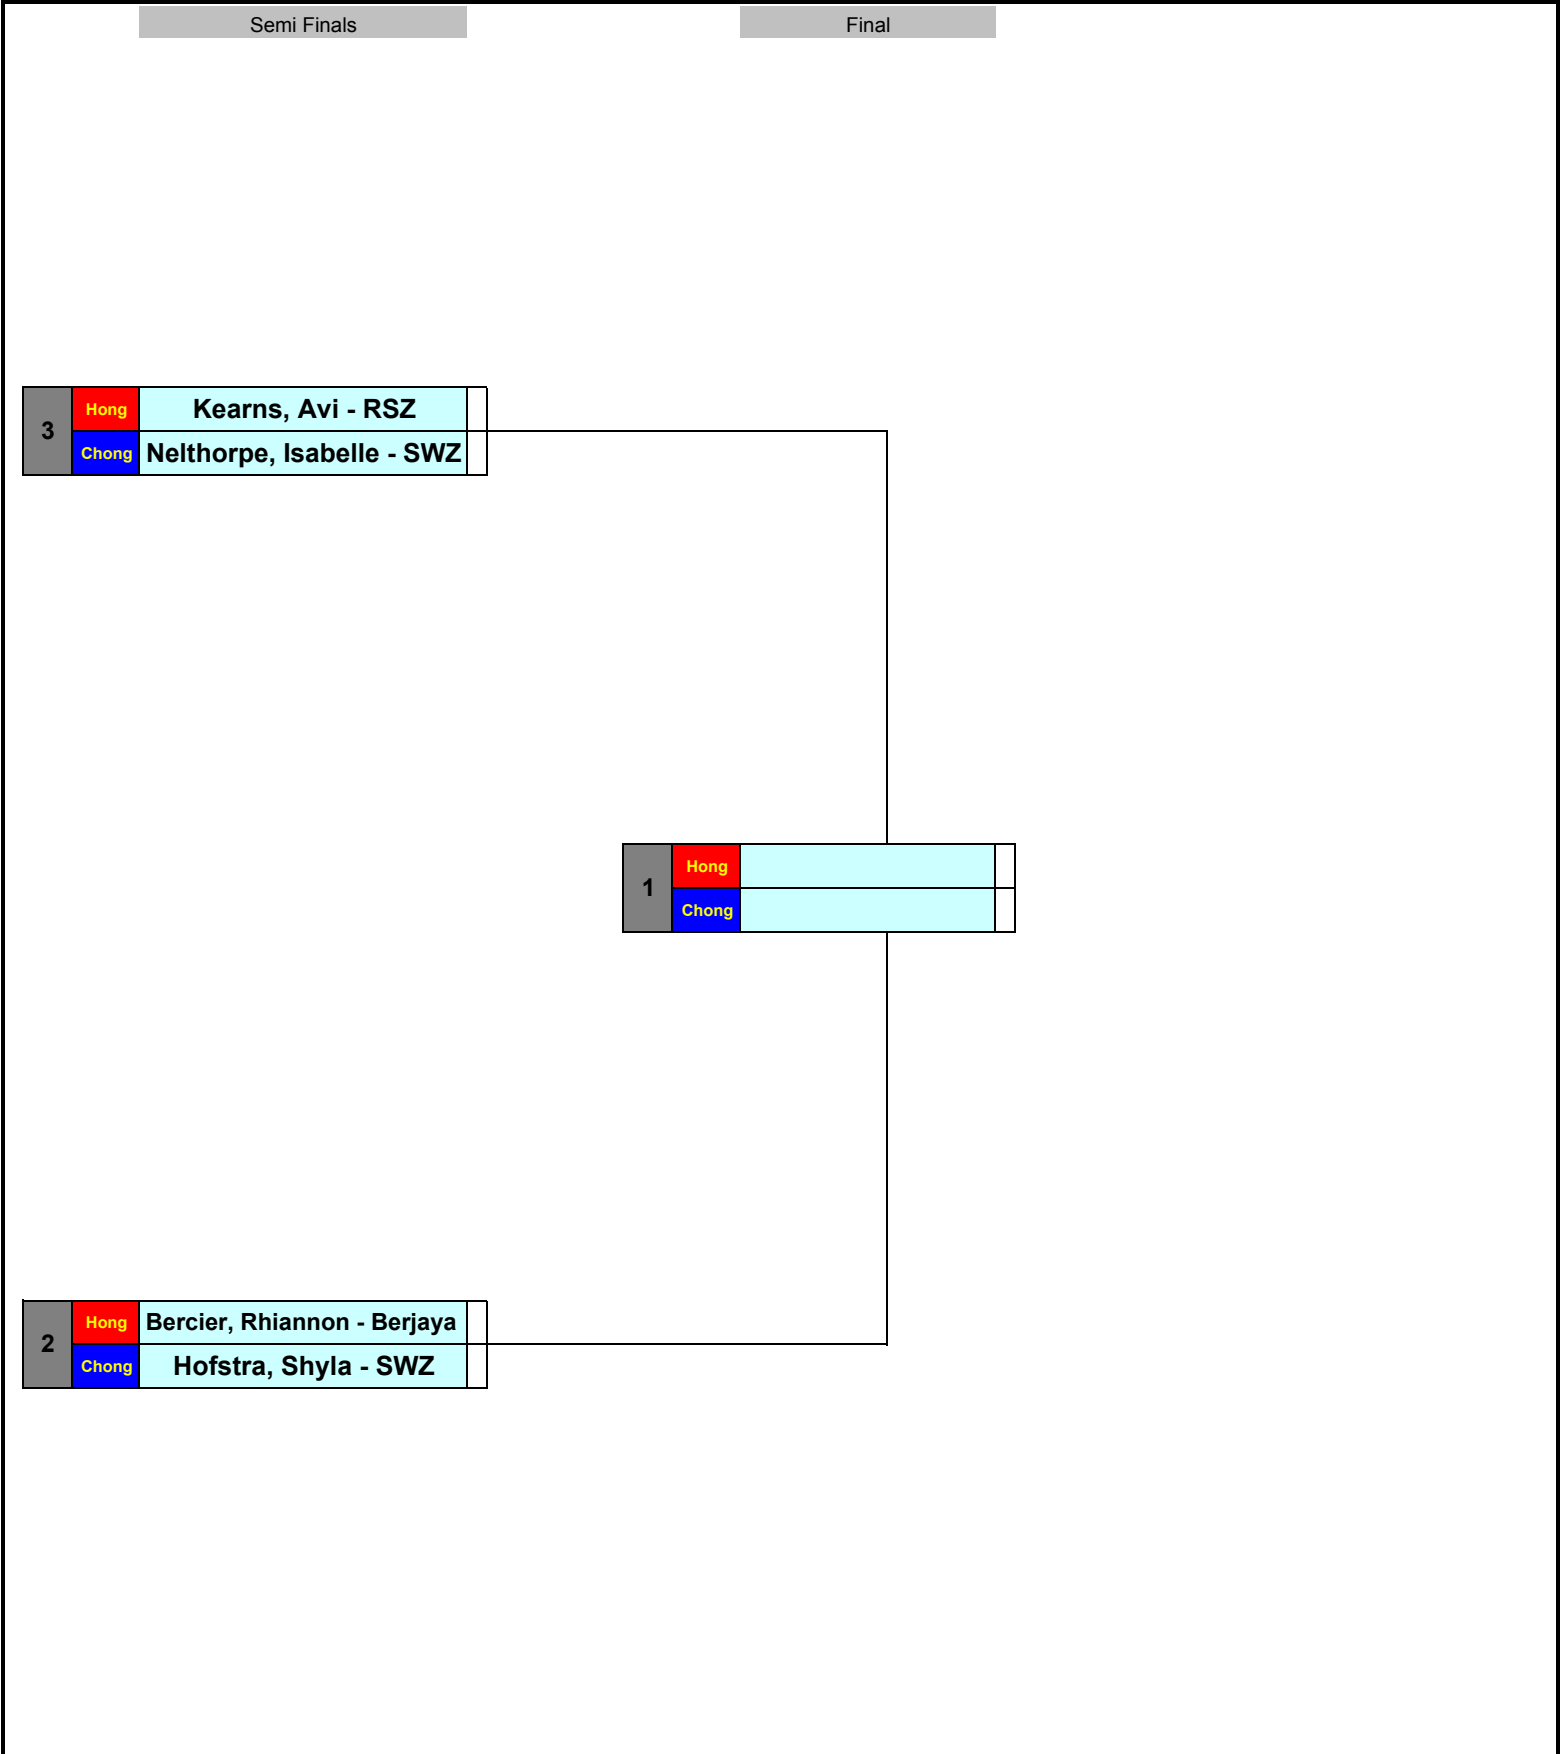 Semi Finals
Final
3
Hong
Kearns, Avi - RSZ
Chong
Nelthorpe, Isabelle - SWZ
1
Hong
Chong
2
Hong
Bercier, Rhiannon - Berjaya
Chong
Hofstra, Shyla - SWZ